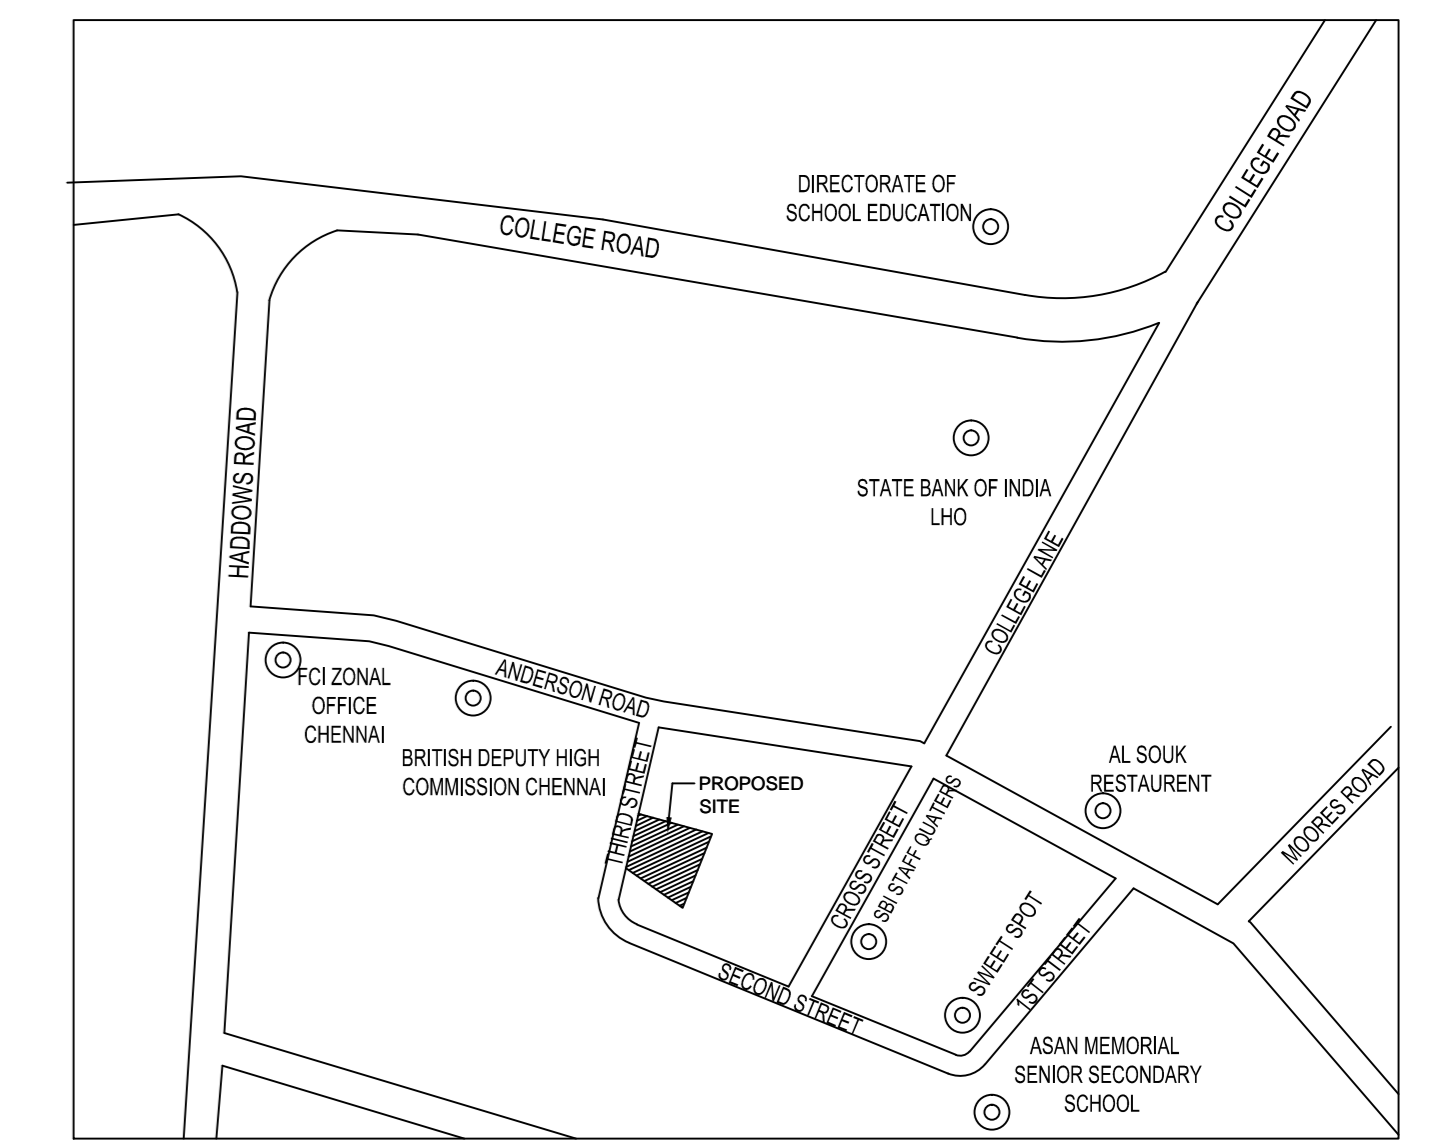 COLLEGE ROAD
DIRECTORATE OF
SCHOOL EDUCATION
COLLEGE ROAD
HADDOWS ROAD
STATE BANK OF INDIA
LHO
COLLEGE LANE
FCI ZONAL
OFFICE
CHENNAI
ANDERSON ROAD
BRITISH DEPUTY HIGH
COMMISSION CHENNAI
THIRD STREET
PROPOSED
SITE
AL SOUK
RESTAURENT
MOORES ROAD
CROSS STREET
SBI STAFF QUATERS
SWEET SPOT
1ST STREET
SECOND STREET
ASAN MEMORIAL
SENIOR SECONDARY
SCHOOL